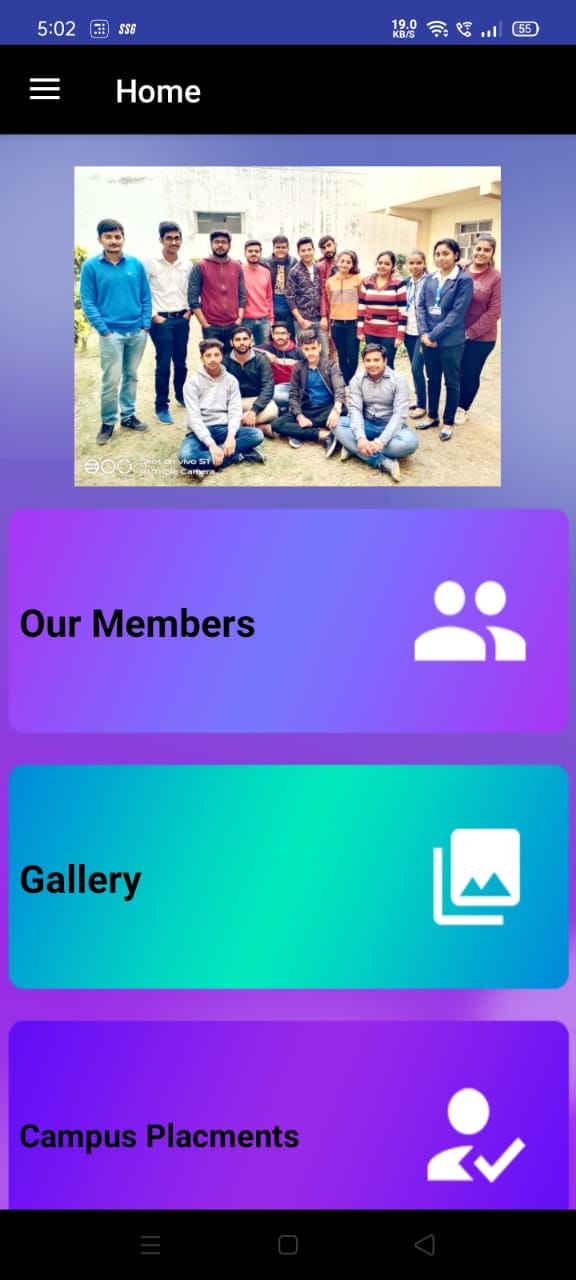 5:02 SSG 19.0 KB/S 55
Home
Shot on vivo S1
AI Triple Camera
Our Members
Gallery
Campus Placments